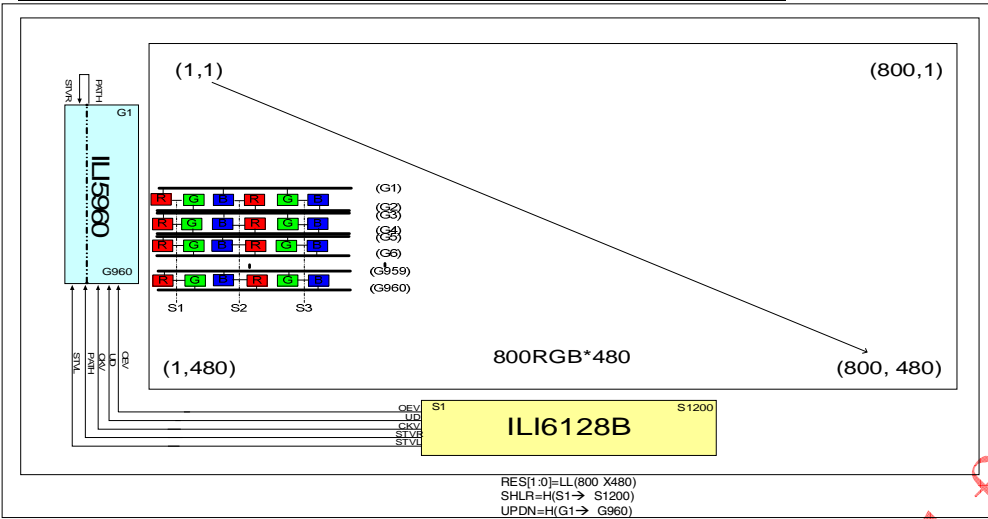 (1,1)
(800,1)
STVR
PATH
G1
ILI5960
G960
R G B R G B
(G1)
(G2)
(G3)
R G B R G B
(G4)
(G5)
R G B R G B
(G6)
(G959)
R G B R G B
(G960)
S1 S2 S3
STVL
PATH
CKV
UD
OEV
(1,480)
800RGB*480
(800, 480)
OEV
UD
CKV
STVR
STVL
S1
S1200
ILI6128B
RES[1:0]=LL(800 X480)
SHLR=H(S1→ S1200)
UPDN=H(G1→ G960)